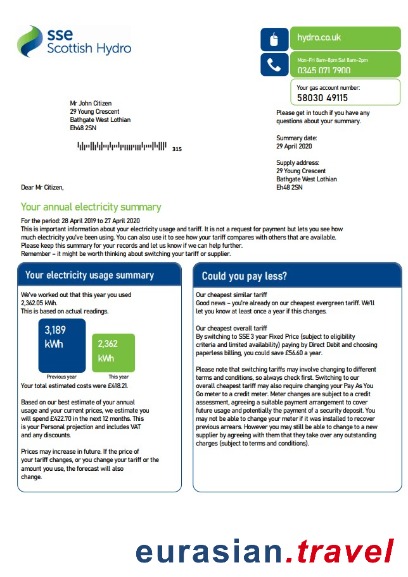 sse
Scottish Hydro
hydro.co.uk
Mon-Fri 8am-8pm Sat 8am-2pm
0345 071 7900
Your gas account number:
58030 49115
Mr John Citizen
29 Young Crescent
Bathgate West Lothian
Eh48 2SN
315
Please get in touch if you have any
questions about your summary.
Summary date:
29 April 2020
Supply address:
29 Young Crescent
Bathgate West Lothian
Eh48 2SN
Dear Mr Citizen,
Your annual electricity summary
For the period: 28 April 2019 to 27 April 2020
This is important information about your electricity usage and tariff. It is not a request for payment but lets you see how
much electricity you've been using. You can also use it to see how your tariff compares with others that are available.
Please keep this summary for your records and let us know if we can help further.
Remember – it might be worth thinking about switching your tariff or supplier.
Your electricity usage summary
We've worked out that this year you used
2,362.05 kWh.
This is based on actual readings.
3,189
kWh
2,362
kWh
Previous year
This year
Your total estimated costs were £418.21.
Based on our best estimate of your annual
usage and your current prices, we estimate you
will spend £422.70 in the next 12 months. This
is your Personal projection and includes VAT
and any discounts.
Prices may increase in future. If the price of
your tariff changes, or you change your tariff or the
amount you use, the forecast will also
change.
Could you pay less?
Our cheapest similar tariff
Good news – you're already on our cheapest evergreen tariff. We'll
let you know at least once a year if this changes.
Our cheapest overall tariff
By switching to SSE 3 year Fixed Price (subject to eligibility
criteria and limited availability) paying by Direct Debit and choosing
paperless billing, you could save £56.60 a year.
Please note that switching tariffs may involve changing to different
terms and conditions, so always check first. Switching to our
overall cheapest tariff may also require changing your Pay As You
Go meter to a credit meter. Meter changes are subject to a credit
assessment, agreeing a suitable payment arrangement to cover
future usage and potentially the payment of a security deposit. You
may not be able to change your meter if it was installed to recover
previous arrears. However you may still be able to change to a new
supplier by agreeing with them that they take over any outstanding
charges (subject to terms and conditions).
eurasian.travel